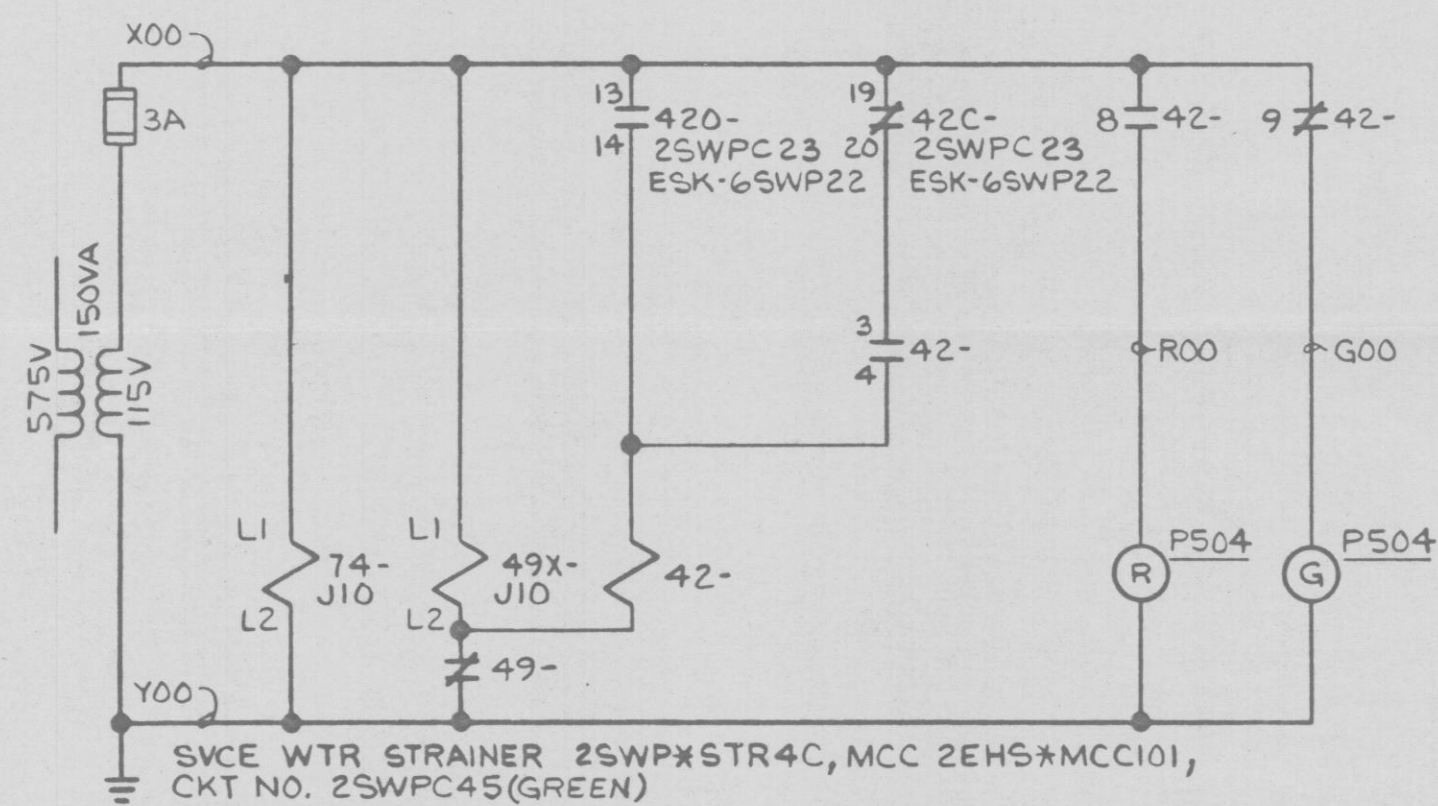 X00
3A
575V
150VA
115V
13
14
420-
2SWPC23
ESK-6SWP22
19
20
42C-
2SWPC23
ESK-6SWP22
8
42-
9
42-
3
4
42-
R00
G00
L1
L2
74-
J10
L1
L2
49X-
J10
42-
49-
R
P504
G
P504
Y00
SVCE WTR STRAINER 2SWP*STR4C, MCC 2EHS*MCC101,
CKT NO. 2SWPC45(GREEN)